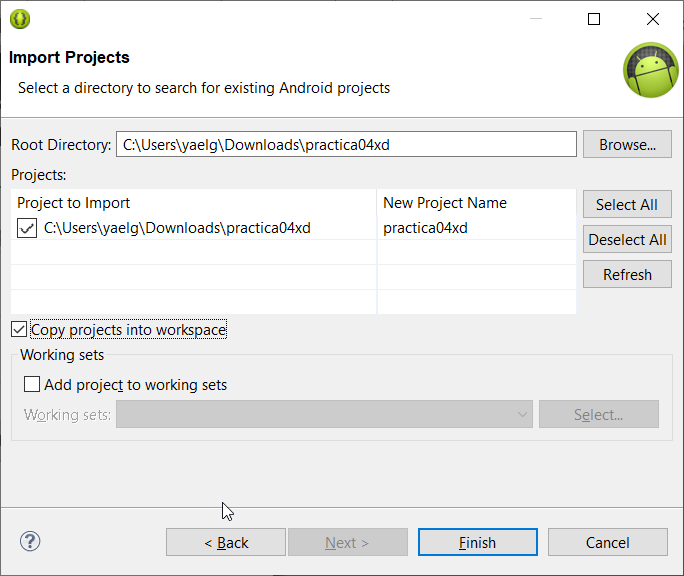 Import Projects
Select a directory to search for existing Android projects
Root Directory: C:\Users\yaelg\Downloads\practica04xd Browse...
Projects:
Project to Import New Project Name Select All
C:\Users\yaelg\Downloads\practica04xd practica04xd Deselect All
Refresh
Copy projects into workspace
Working sets
Add project to working sets
Working sets: Select...
? < Back Next > Finish Cancel